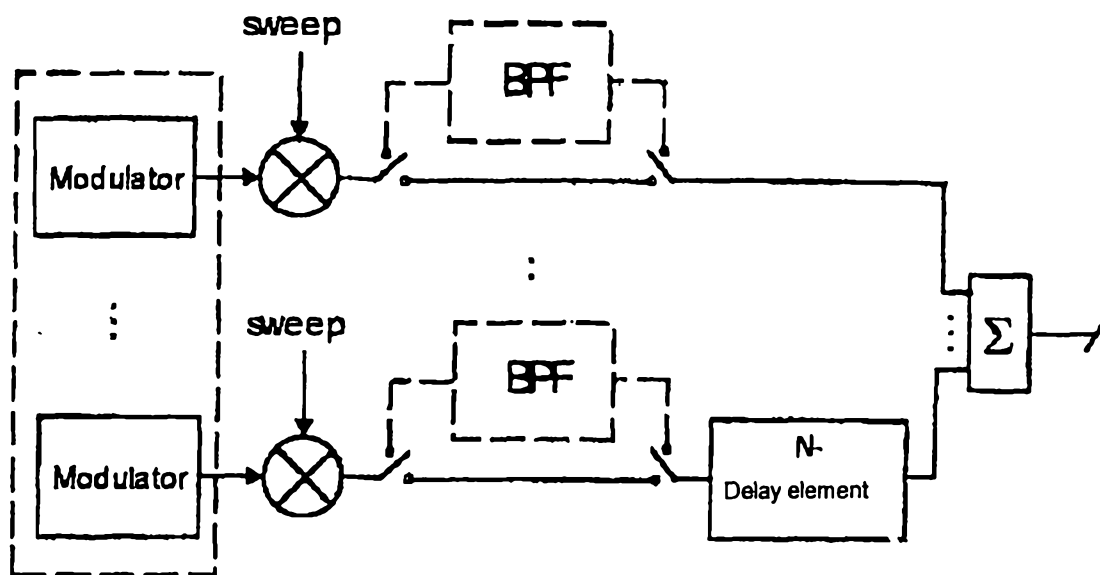 sweep
BPF
Modulator
sweep
BPF
Modulator
N-
Delay element
Σ